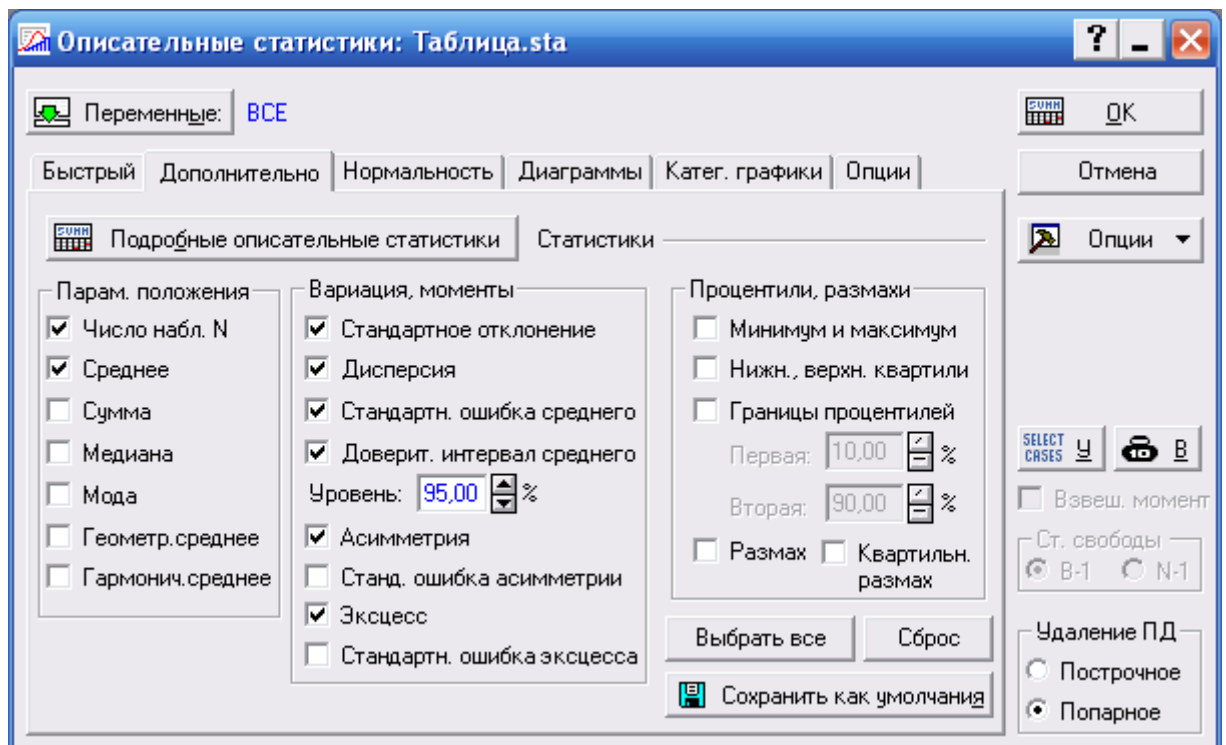 Описательные статистики: Таблица.sta
?
Переменные: ВСЕ
OK
Быстрый Дополнительно Нормальность Диаграммы Катег. графики Опции
Отмена
SUMM Подробные описательные статистики Статистики
Опции
Парам. положения
Число набл. N
Среднее
Сумма
Медиана
Мода
Геометр.среднее
Гармонич.среднее
Вариация, моменты
Стандартное отклонение
Дисперсия
Стандартн. ошибка среднего
Доверит. интервал среднего
Уровень: 95,00 %
Асимметрия
Станд. ошибка асимметрии
Эксцесс
Стандартн. ошибка эксцесса
Процентили, размахи
Минимум и максимум
Нижн., верхн. квартили
Границы процентилей
Первая: 10,00 %
Вторая: 90,00 %
Размах Квартильн. размах
Выбрать все Сброс
Сохранить как умолчания
SUMM
SELECT CASES У В
Взвеш. момент
Ст. свободы
В-1 N-1
Удаление ПД
Построчное
Попарное